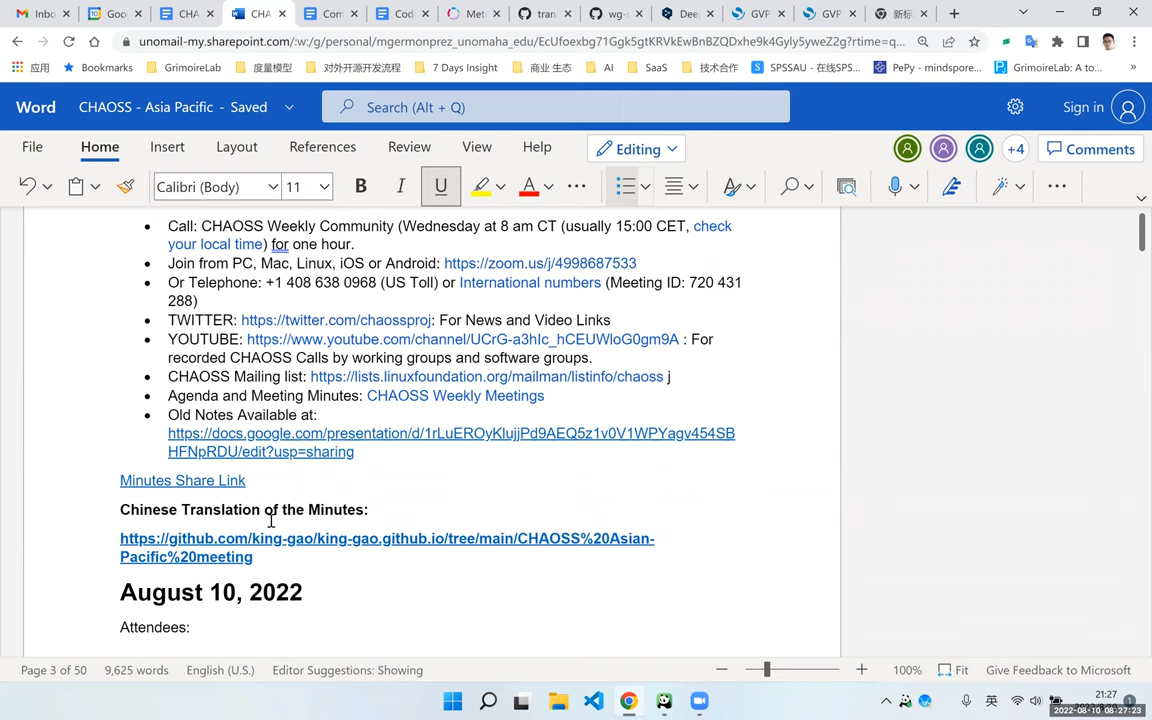 Inbo
Goo
CHA
CHA
Com
Cod
Met
tran
wg-s
Deep
GVP
GVP
新标
unomail-my.sharepoint.com/:w:/g/personal/mgermonprez_unomaha_edu/EcUfoexbg71Ggk5gtKRVkEwBnBZQDxhe9k4Gyly5yweZ2g?rtime=q...
应用
Bookmarks
GrimoireLab
度量模型
对外开源开发流程
7 Days Insight
商业 生态
AI
SaaS
技术合作
SPSSAU - 在线SPS...
PePy - mindspore...
GrimoireLab: A to...
Word
CHAOSS - Asia Pacific - Saved
Search (Alt + Q)
Sign in
File
Home
Insert
Layout
References
Review
View
Help
Editing
+4
Comments
Calibri (Body)
11
B
I
U
A
Call: CHAOSS Weekly Community (Wednesday at 8 am CT (usually 15:00 CET, check
your local time) for one hour.
Join from PC, Mac, Linux, iOS or Android: https://zoom.us/j/4998687533
Or Telephone: +1 408 638 0968 (US Toll) or International numbers (Meeting ID: 720 431
288)
TWITTER: https://twitter.com/chaossproj: For News and Video Links
YOUTUBE: https://www.youtube.com/channel/UCrG-a3hIc_hCEUWloG0gm9A : For
recorded CHAOSS Calls by working groups and software groups.
CHAOSS Mailing list: https://lists.linuxfoundation.org/mailman/listinfo/chaoss j
Agenda and Meeting Minutes: CHAOSS Weekly Meetings
Old Notes Available at:
https://docs.google.com/presentation/d/1rLuEROyKlujjPd9AEQ5z1v0V1WPYagv454SB
HFNpRDU/edit?usp=sharing
Minutes Share Link
Chinese Translation of the Minutes:
https://github.com/king-gao/king-gao.github.io/tree/main/CHAOSS%20Asian-
Pacific%20meeting
August 10, 2022
Attendees:
Page 3 of 50
9,625 words
English (U.S.)
Editor Suggestions: Showing
100%
Fit
Give Feedback to Microsoft
英
21:27
2022-08-10 08:27:23